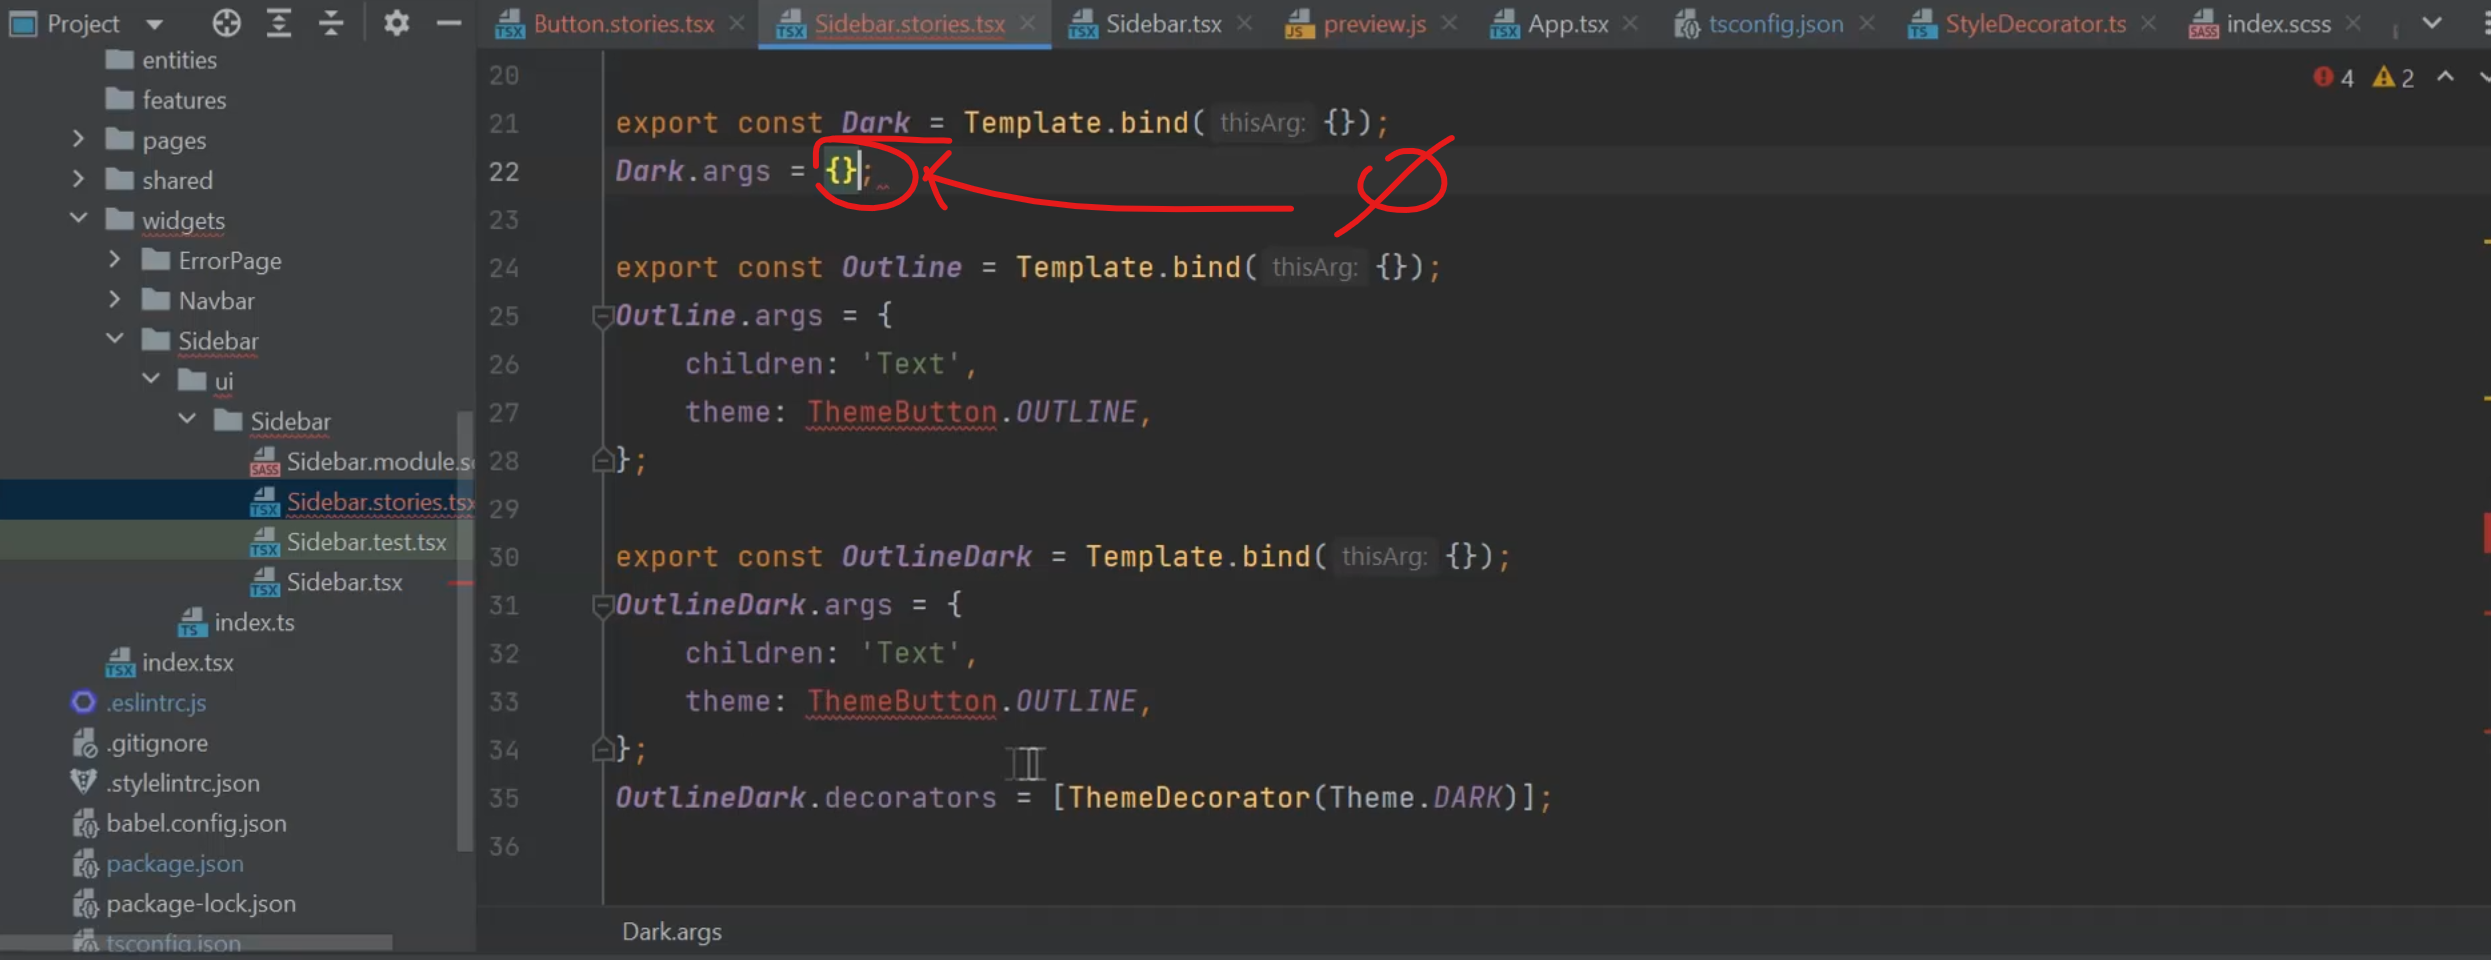 Project
Button.stories.tsx
Sidebar.stories.tsx
Sidebar.tsx
preview.js
App.tsx
tsconfig.json
StyleDecorator.ts
index.scss
4 2
entities
features
pages
shared
widgets
ErrorPage
Navbar
Sidebar
ui
Sidebar
Sidebar.module.sc
Sidebar.stories.tsx
Sidebar.test.tsx
Sidebar.tsx
index.ts
index.tsx
.eslintrc.js
.gitignore
.stylelintrc.json
babel.config.json
package.json
package-lock.json
tsconfig.json
20
21 export const Dark = Template.bind( thisArg: {});
22 Dark.args = {};
23
24 export const Outline = Template.bind( thisArg: {});
25 Outline.args = {
26 children: 'Text',
27 theme: ThemeButton.OUTLINE,
28 };
29
30 export const OutlineDark = Template.bind( thisArg: {});
31 OutlineDark.args = {
32 children: 'Text',
33 theme: ThemeButton.OUTLINE,
34 };
35 OutlineDark.decorators = [ThemeDecorator(Theme.DARK)];
36
Dark.args